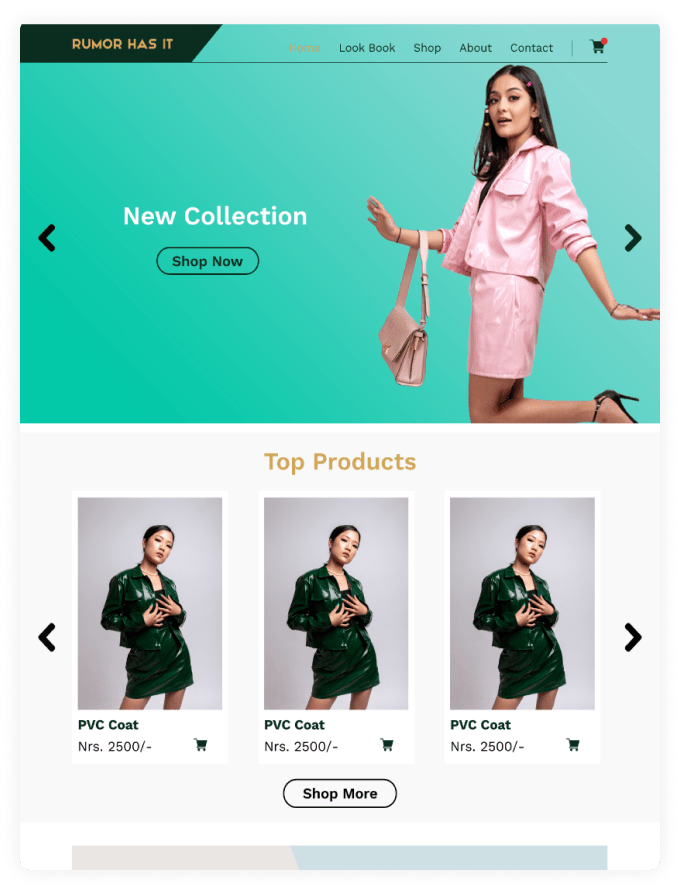 RUMOR HAS IT
Home Look Book Shop About Contact
New Collection
Shop Now
Top Products
PVC Coat PVC Coat PVC Coat
Nrs. 2500/- Nrs. 2500/- Nrs. 2500/-
Shop More